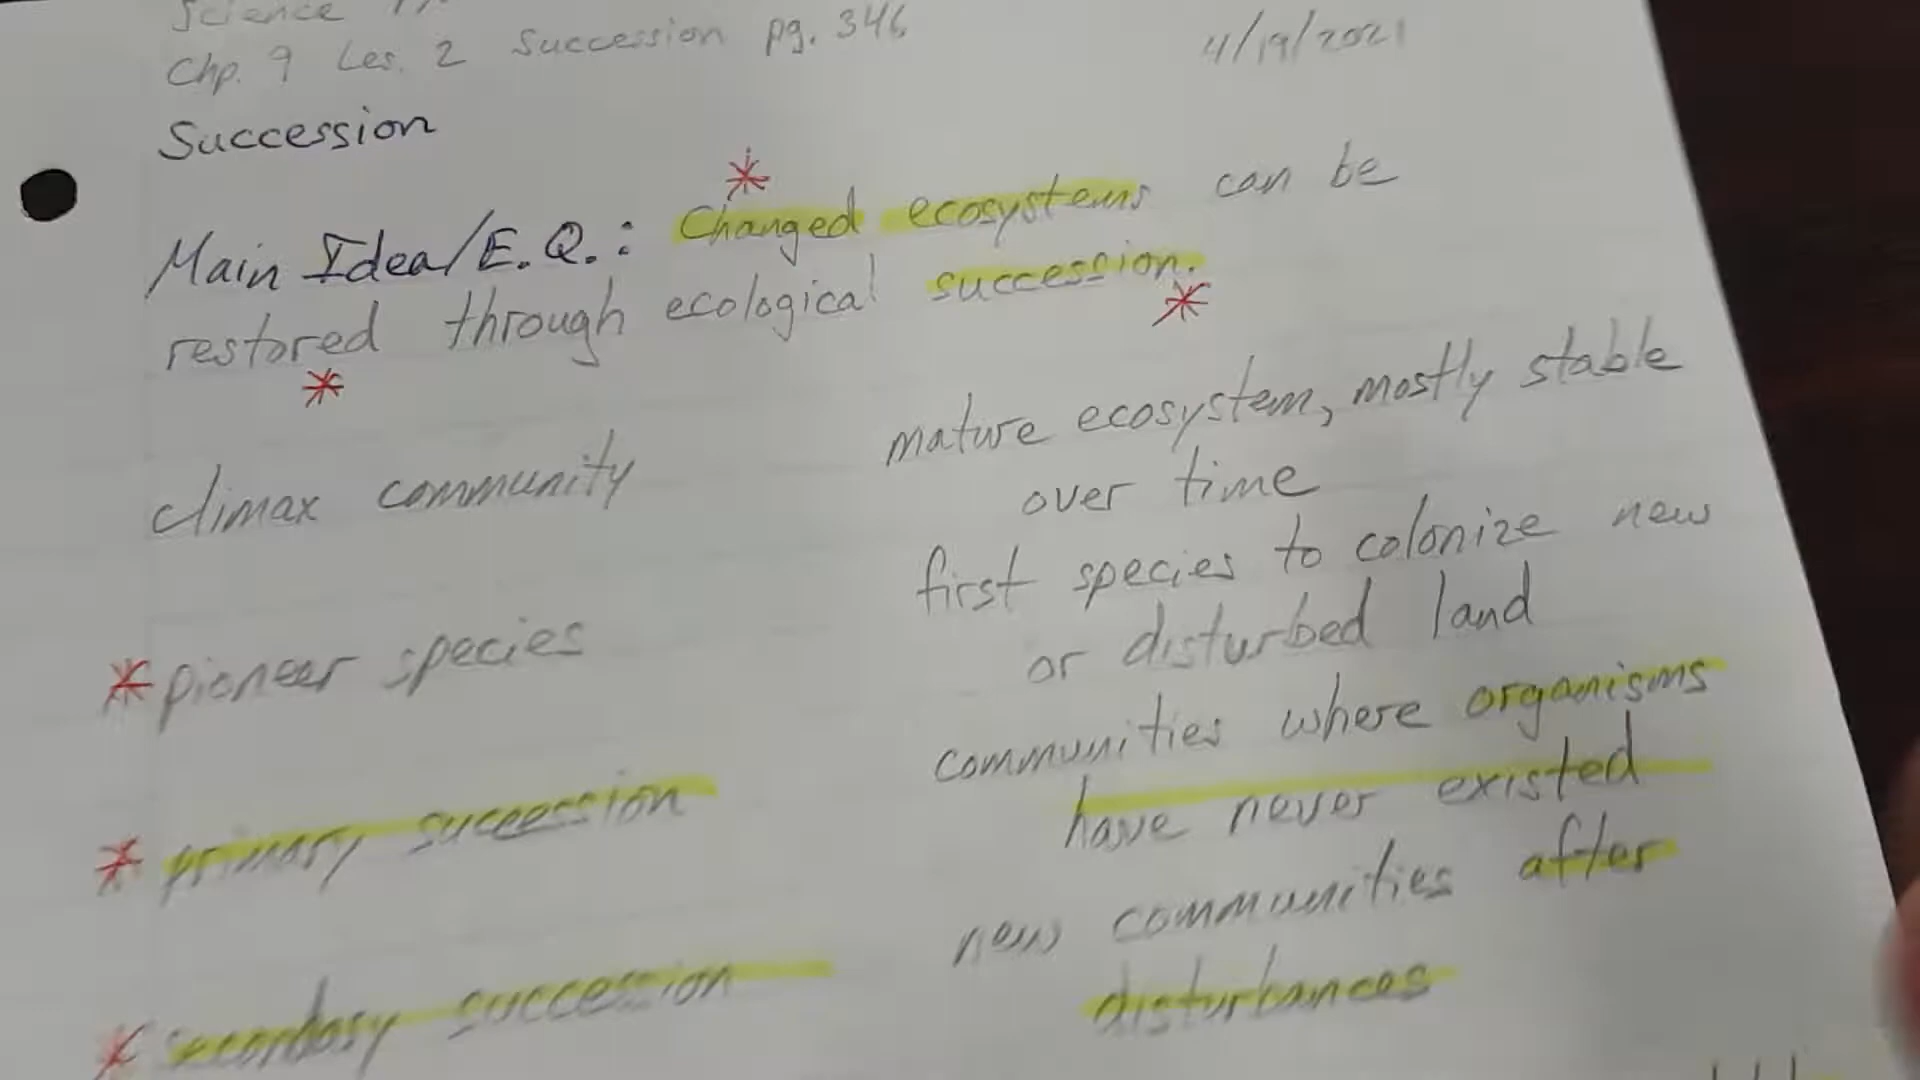 Science
Chp. 9 Les. 2 Succession pg. 346
4/19/2021
Succession
Main Idea/E.Q.: Changed ecosystems can be
restored through ecological succession.
climax community
mature ecosystem, mostly stable
over time
* pioneer species
first species to colonize new
or disturbed land
* primary succession
communities where organisms
have never existed
* secondary succession
new communities after
disturbances